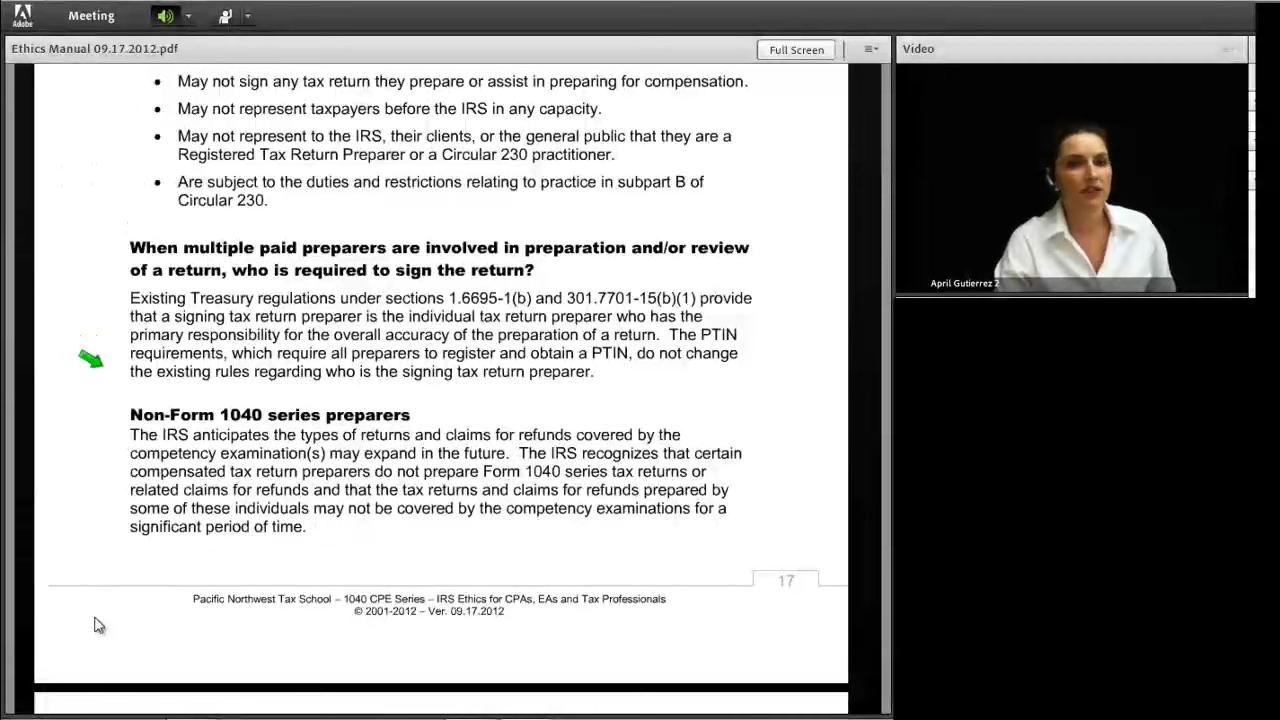 Adobe
Meeting
Ethics Manual 09.17.2012.pdf
Full Screen
Video
• May not sign any tax return they prepare or assist in preparing for compensation.
• May not represent taxpayers before the IRS in any capacity.
• May not represent to the IRS, their clients, or the general public that they are a
Registered Tax Return Preparer or a Circular 230 practitioner.
• Are subject to the duties and restrictions relating to practice in subpart B of
Circular 230.
When multiple paid preparers are involved in preparation and/or review
of a return, who is required to sign the return?
Existing Treasury regulations under sections 1.6695-1(b) and 301.7701-15(b)(1) provide
that a signing tax return preparer is the individual tax return preparer who has the
primary responsibility for the overall accuracy of the preparation of a return. The PTIN
requirements, which require all preparers to register and obtain a PTIN, do not change
the existing rules regarding who is the signing tax return preparer.
Non-Form 1040 series preparers
The IRS anticipates the types of returns and claims for refunds covered by the
competency examination(s) may expand in the future. The IRS recognizes that certain
compensated tax return preparers do not prepare Form 1040 series tax returns or
related claims for refunds and that the tax returns and claims for refunds prepared by
some of these individuals may not be covered by the competency examinations for a
significant period of time.
17
Pacific Northwest Tax School – 1040 CPE Series – IRS Ethics for CPAs, EAs and Tax Professionals
© 2001-2012 – Ver. 09.17.2012
April Gutierrez 2